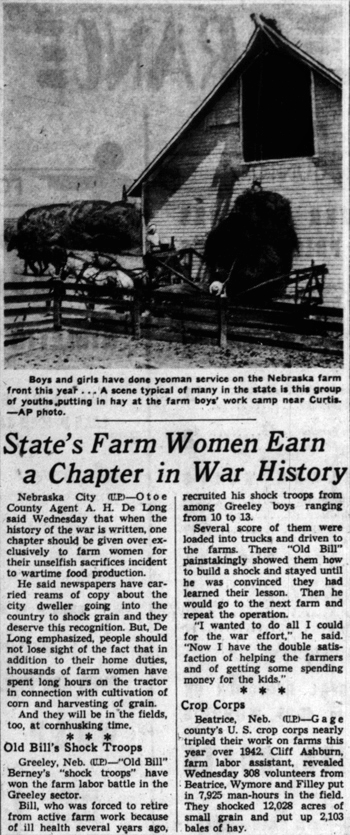 Boys and girls have done yeoman service on the Nebraska farm
front this year . . . A scene typical of many in the state is this group
of youths putting in hay at the farm boys' work camp near Curtis.
—AP photo.
State's Farm Women Earn
a Chapter in War History
Nebraska City (U.P.)—Otoe
County Agent A. H. De Long
said Wednesday that when the
history of the war is written, one
chapter should be given over ex-
clusively to farm women for
their unselfish sacrifices incident
to wartime food production.
He said newspapers have car-
ried reams of copy about the
city dweller going into the
country to shock grain and they
deserve this recognition. But, De
Long emphasized, people should
not lose sight of the fact that in
addition to their home duties,
thousands of farm women have
spent long hours on the tractor
in connection with cultivation of
corn and harvesting of grain.
And they will be in the fields,
too, at cornhusking time.
* * *
Old Bill's Shock Troops
Greeley, Neb. (U.P.)—"Old Bill"
Berney's "shock troops" have
won the farm labor battle in the
Greeley sector.
Bill, who was forced to retire
from active farm work because
of ill health several years ago,
recruited his shock troops from
among Greeley boys ranging
from 10 to 13.
Several score of them were
loaded into trucks and driven to
the farms. There "Old Bill"
painstakingly showed them how
to build a shock and stayed until
he was convinced they had
learned their lesson. Then he
would go to the next farm and
repeat the operation.
"I wanted to do all I could
for the war effort," he said.
"Now I have the double satis-
faction of helping the farmers
and of getting some spending
money for the kids."
* * *
Crop Corps
Beatrice, Neb. (U.P.)—Gage
county's U. S. crop corps nearly
tripled their work on farms this
year over 1942. Cliff Ashburn,
farm labor assistant, revealed
Wednesday 308 volunteers from
Beatrice, Wymore and Filley put
in 7,925 man-hours in the field.
They shocked 12,028 acres of
small grain and put up 2,103
bales of hay.